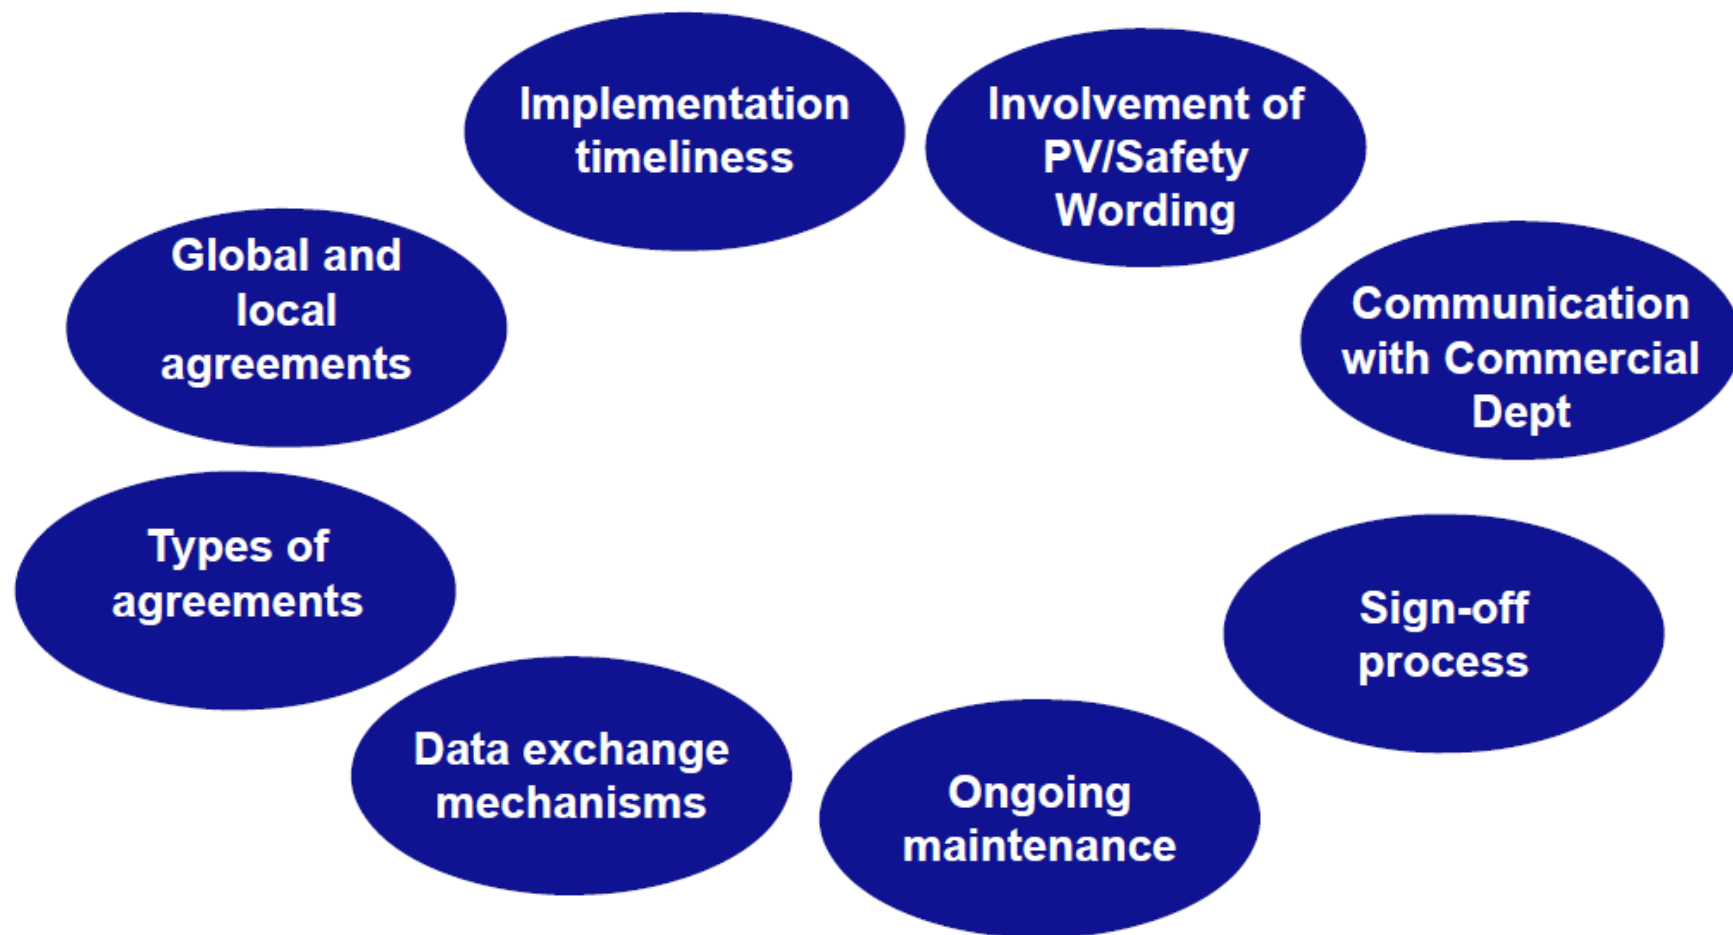 Implementation
timeliness
Involvement of
PV/Safety
Wording
Global and
local
agreements
Communication
with Commercial
Dept
Types of
agreements
Sign-off
process
Data exchange
mechanisms
Ongoing
maintenance